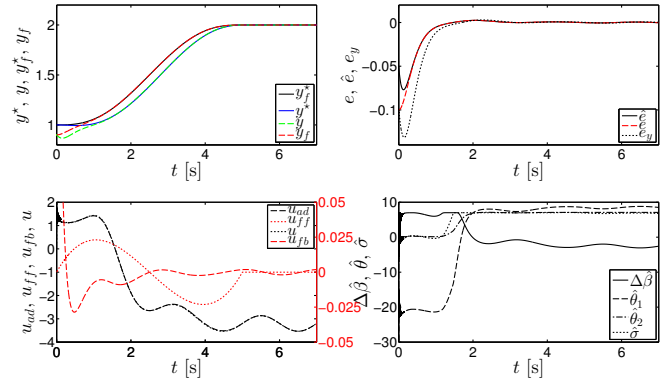 2
1
0 2 4 6
t [s]
y*, y, y*_f, y_f
y*_f
y*
y
y_f
0
−0.05
−0.1
0 2 4 6
t [s]
e, ê, e_y
ê
e
e_y
2
1
0
−1
−2
−3
−4
0 2 4 6
t [s]
u_ad, u_ff, u_fb, u
0.05
0.025
0
−0.025
−0.05
u_ad
u_ff
u
u_fb
10
0
−10
−20
−30
0 2 4 6
t [s]
Δβ̂, θ̂, σ̂
Δβ̂
θ̂_1
θ̂_2
σ̂